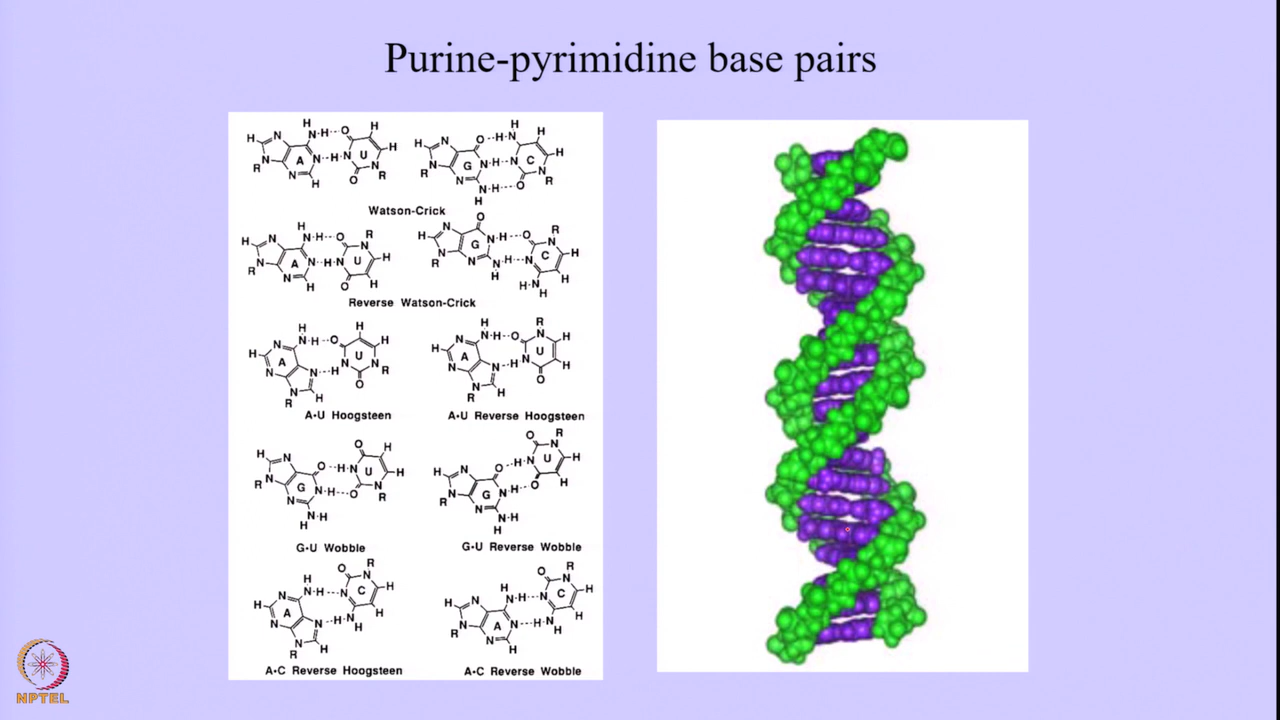 Purine-pyrimidine base pairs
Watson-Crick
Reverse Watson-Crick
A•U Hoogsteen
A•U Reverse Hoogsteen
G•U Wobble
G•U Reverse Wobble
A•C Reverse Hoogsteen
A•C Reverse Wobble
NPTEL